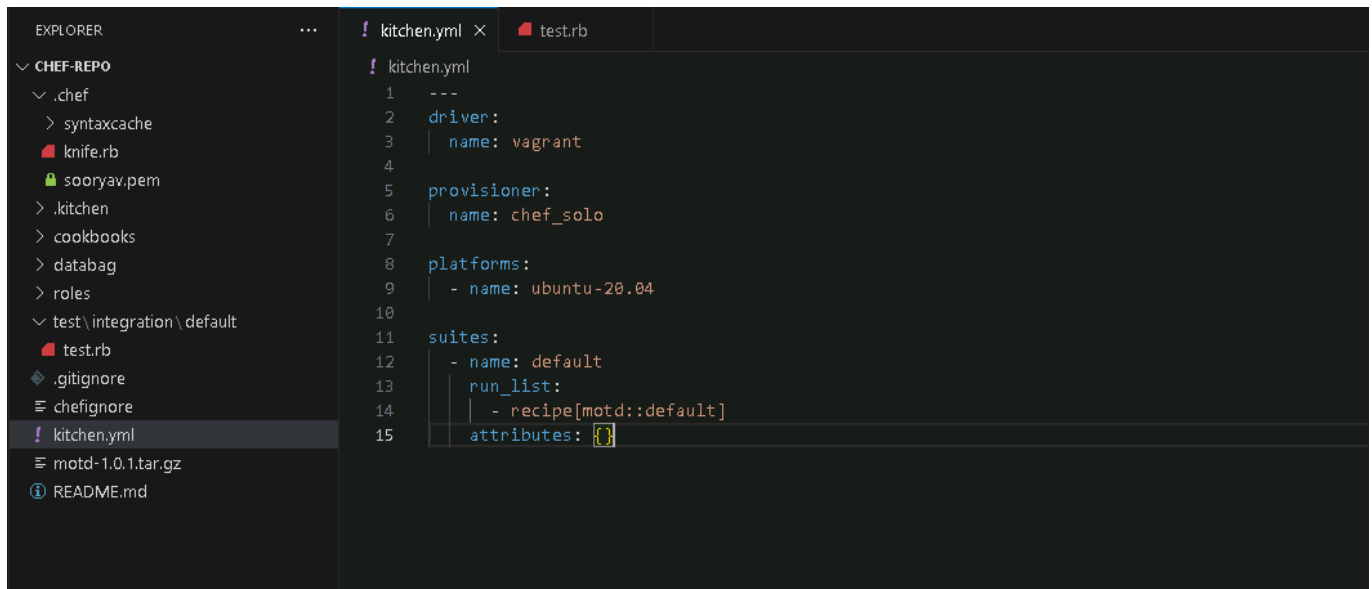 EXPLORER ...
CHEF-REPO
.chef
syntaxcache
knife.rb
sooryav.pem
.kitchen
cookbooks
databag
roles
test\integration\default
test.rb
.gitignore
chefignore
kitchen.yml
motd-1.0.1.tar.gz
README.md
kitchen.yml test.rb
kitchen.yml
1 ---
2 driver:
3   name: vagrant
4
5 provisioner:
6   name: chef_solo
7
8 platforms:
9   - name: ubuntu-20.04
10
11 suites:
12   - name: default
13     run_list:
14       - recipe[motd::default]
15     attributes: {}